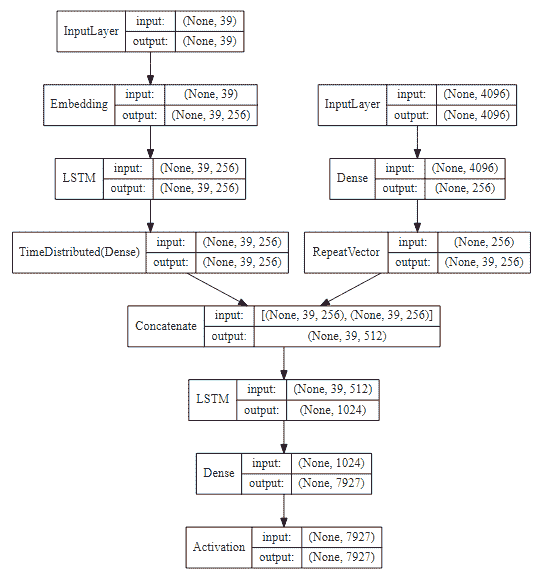 InputLayer input: (None, 39)
output: (None, 39)
Embedding input: (None, 39)
output: (None, 39, 256)
InputLayer input: (None, 4096)
output: (None, 4096)
LSTM input: (None, 39, 256)
output: (None, 39, 256)
Dense input: (None, 4096)
output: (None, 256)
TimeDistributed(Dense) input: (None, 39, 256)
output: (None, 39, 256)
RepeatVector input: (None, 256)
output: (None, 39, 256)
Concatenate input: [(None, 39, 256), (None, 39, 256)]
output: (None, 39, 512)
LSTM input: (None, 39, 512)
output: (None, 1024)
Dense input: (None, 1024)
output: (None, 7927)
Activation input: (None, 7927)
output: (None, 7927)